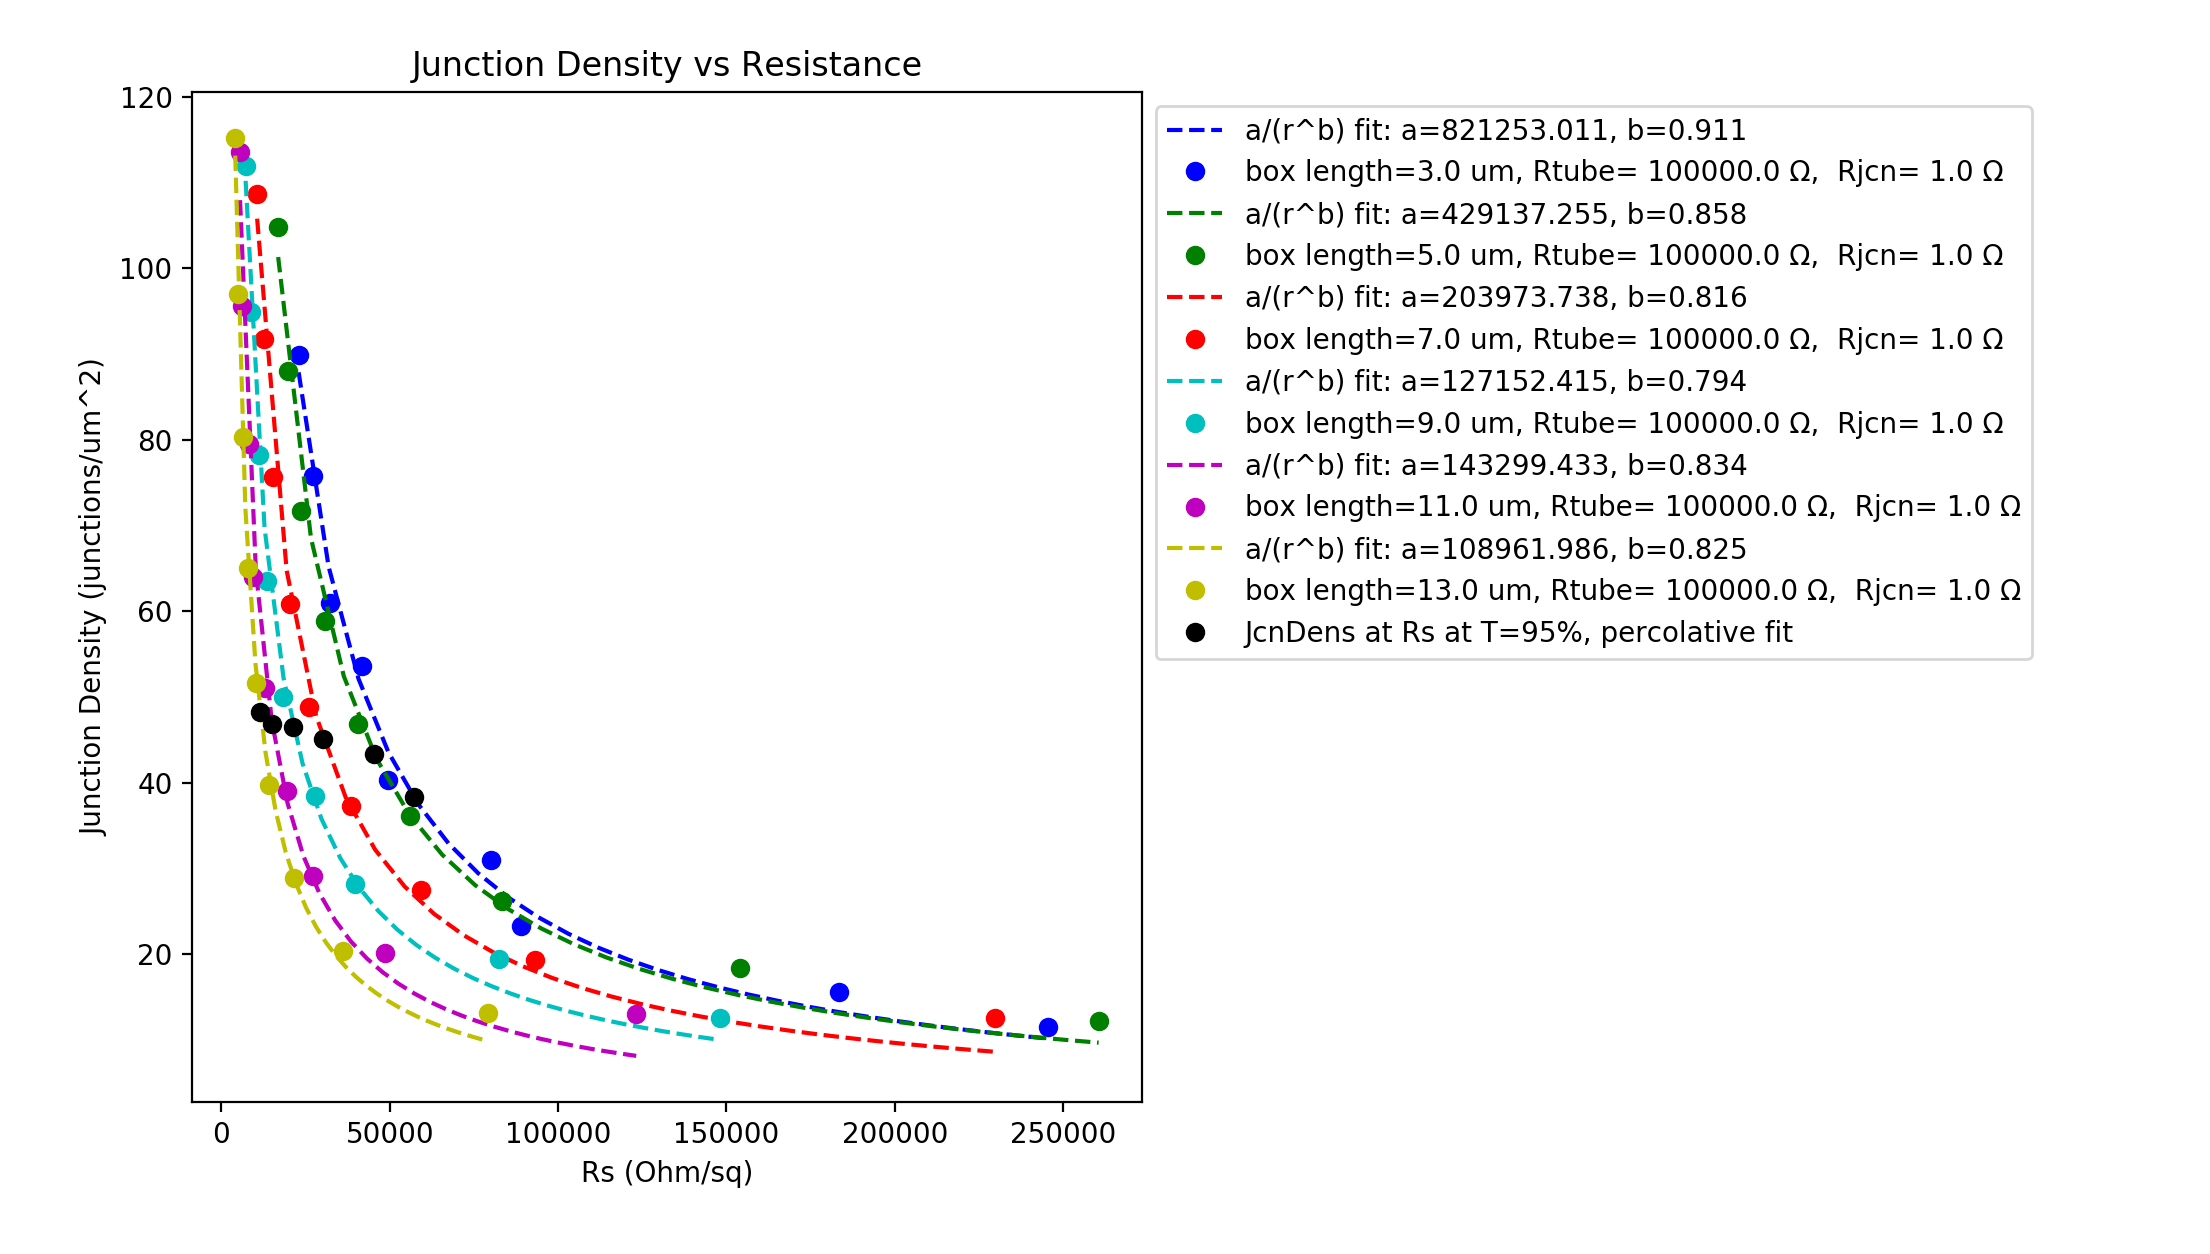 Junction Density vs Resistance
120
100
80
60
40
20
Junction Density (junctions/um^2)
0
50000
100000
150000
200000
250000
Rs (Ohm/sq)
a/(r^b) fit: a=821253.011, b=0.911
box length=3.0 um, Rtube= 100000.0 Ω,  Rjcn= 1.0 Ω
a/(r^b) fit: a=429137.255, b=0.858
box length=5.0 um, Rtube= 100000.0 Ω,  Rjcn= 1.0 Ω
a/(r^b) fit: a=203973.738, b=0.816
box length=7.0 um, Rtube= 100000.0 Ω,  Rjcn= 1.0 Ω
a/(r^b) fit: a=127152.415, b=0.794
box length=9.0 um, Rtube= 100000.0 Ω,  Rjcn= 1.0 Ω
a/(r^b) fit: a=143299.433, b=0.834
box length=11.0 um, Rtube= 100000.0 Ω,  Rjcn= 1.0 Ω
a/(r^b) fit: a=108961.986, b=0.825
box length=13.0 um, Rtube= 100000.0 Ω,  Rjcn= 1.0 Ω
JcnDens at Rs at T=95%, percolative fit